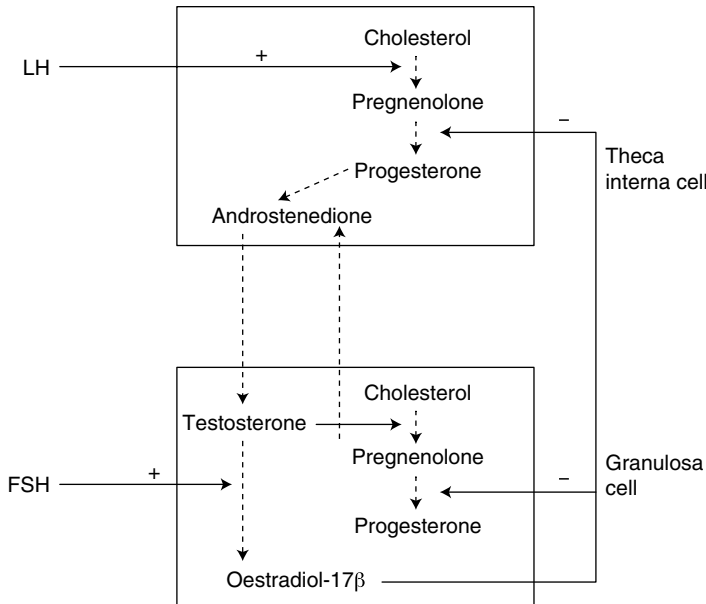 Cholesterol
LH
+
Pregnenolone
–
Progesterone
Theca
interna cell
Androstenedione
Cholesterol
Testosterone
Pregnenolone
Granulosa
cell
FSH
+
–
Progesterone
Oestradiol-17β